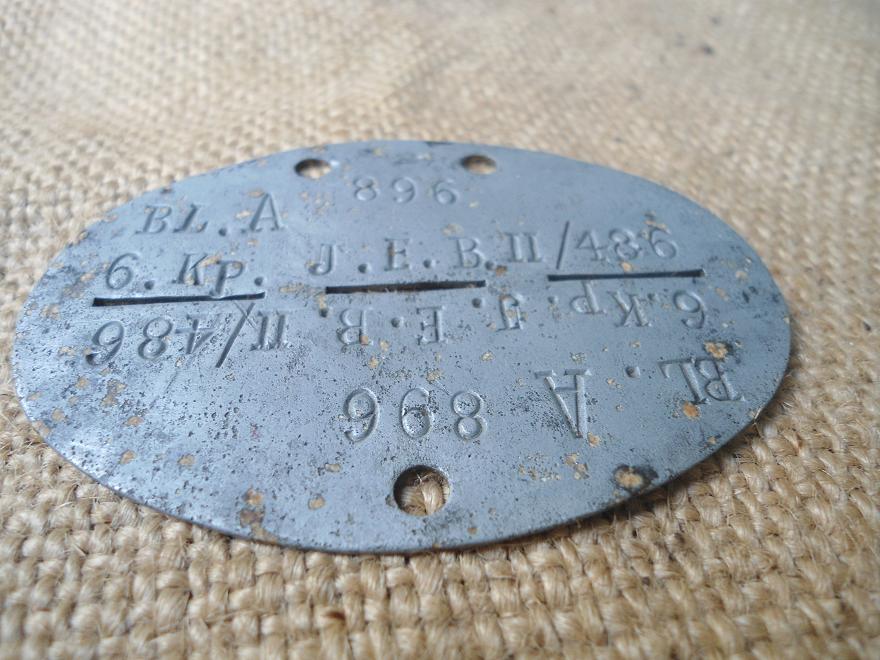 BL.A 896
6.Kp. J.E.B.II/486
BL. A 896
6.Kp. J.E.B. II/486